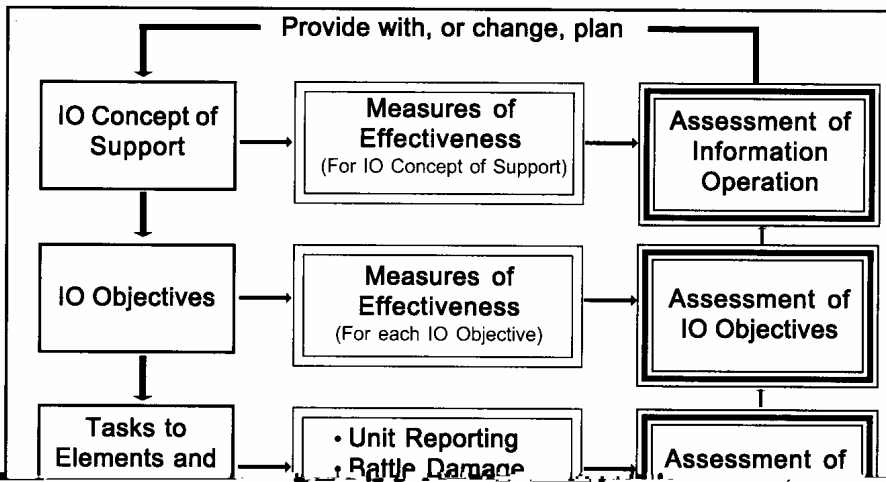 Provide with, or change, plan
IO Concept of
Support
Measures of
Effectiveness
(For IO Concept of Support)
Assessment of
Information
Operation
IO Objectives
Measures of
Effectiveness
(For each IO Objective)
Assessment of
IO Objectives
Tasks to
Elements and
• Unit Reporting
• Battle Damage
Assessment of